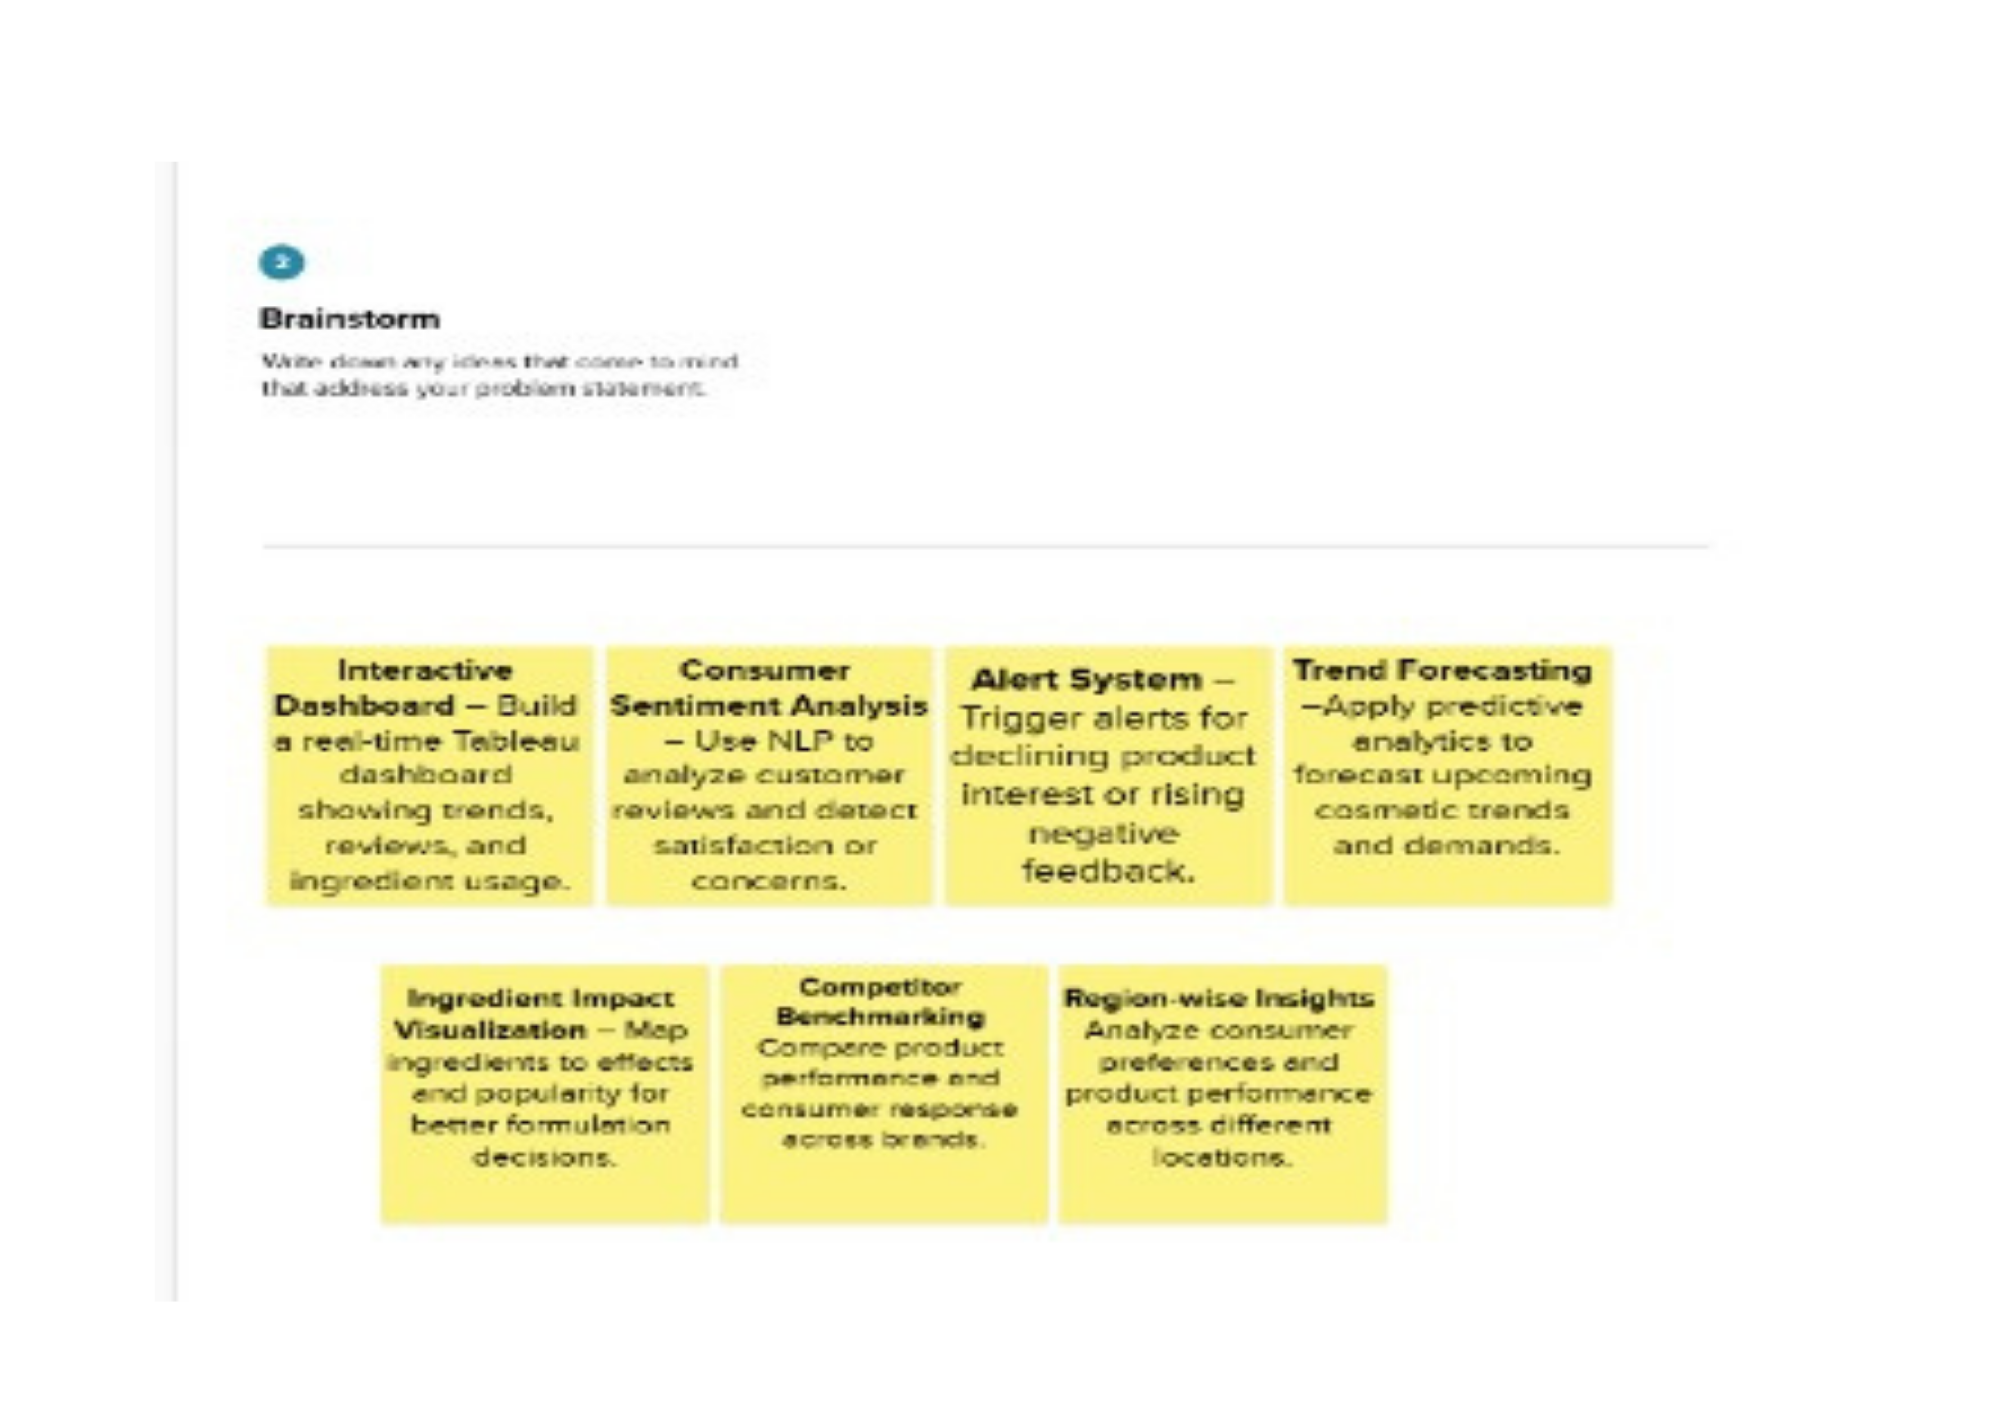 2
Brainstorm
Write down any ideas that come to mind
that address your problem statement.
Interactive
Dashboard – Build
a real-time Tableau
dashboard
showing trends,
reviews, and
ingredient usage.
Consumer
Sentiment Analysis
– Use NLP to
analyze customer
reviews and detect
satisfaction or
concerns.
Alert System –
Trigger alerts for
declining product
interest or rising
negative
feedback.
Trend Forecasting
–Apply predictive
analytics to
forecast upcoming
cosmetic trends
and demands.
Ingredient Impact
Visualization – Map
ingredients to effects
and popularity for
better formulation
decisions.
Competitor
Benchmarking
Compare product
performance and
consumer response
across brands.
Region-wise Insights
Analyze consumer
preferences and
product performance
across different
locations.